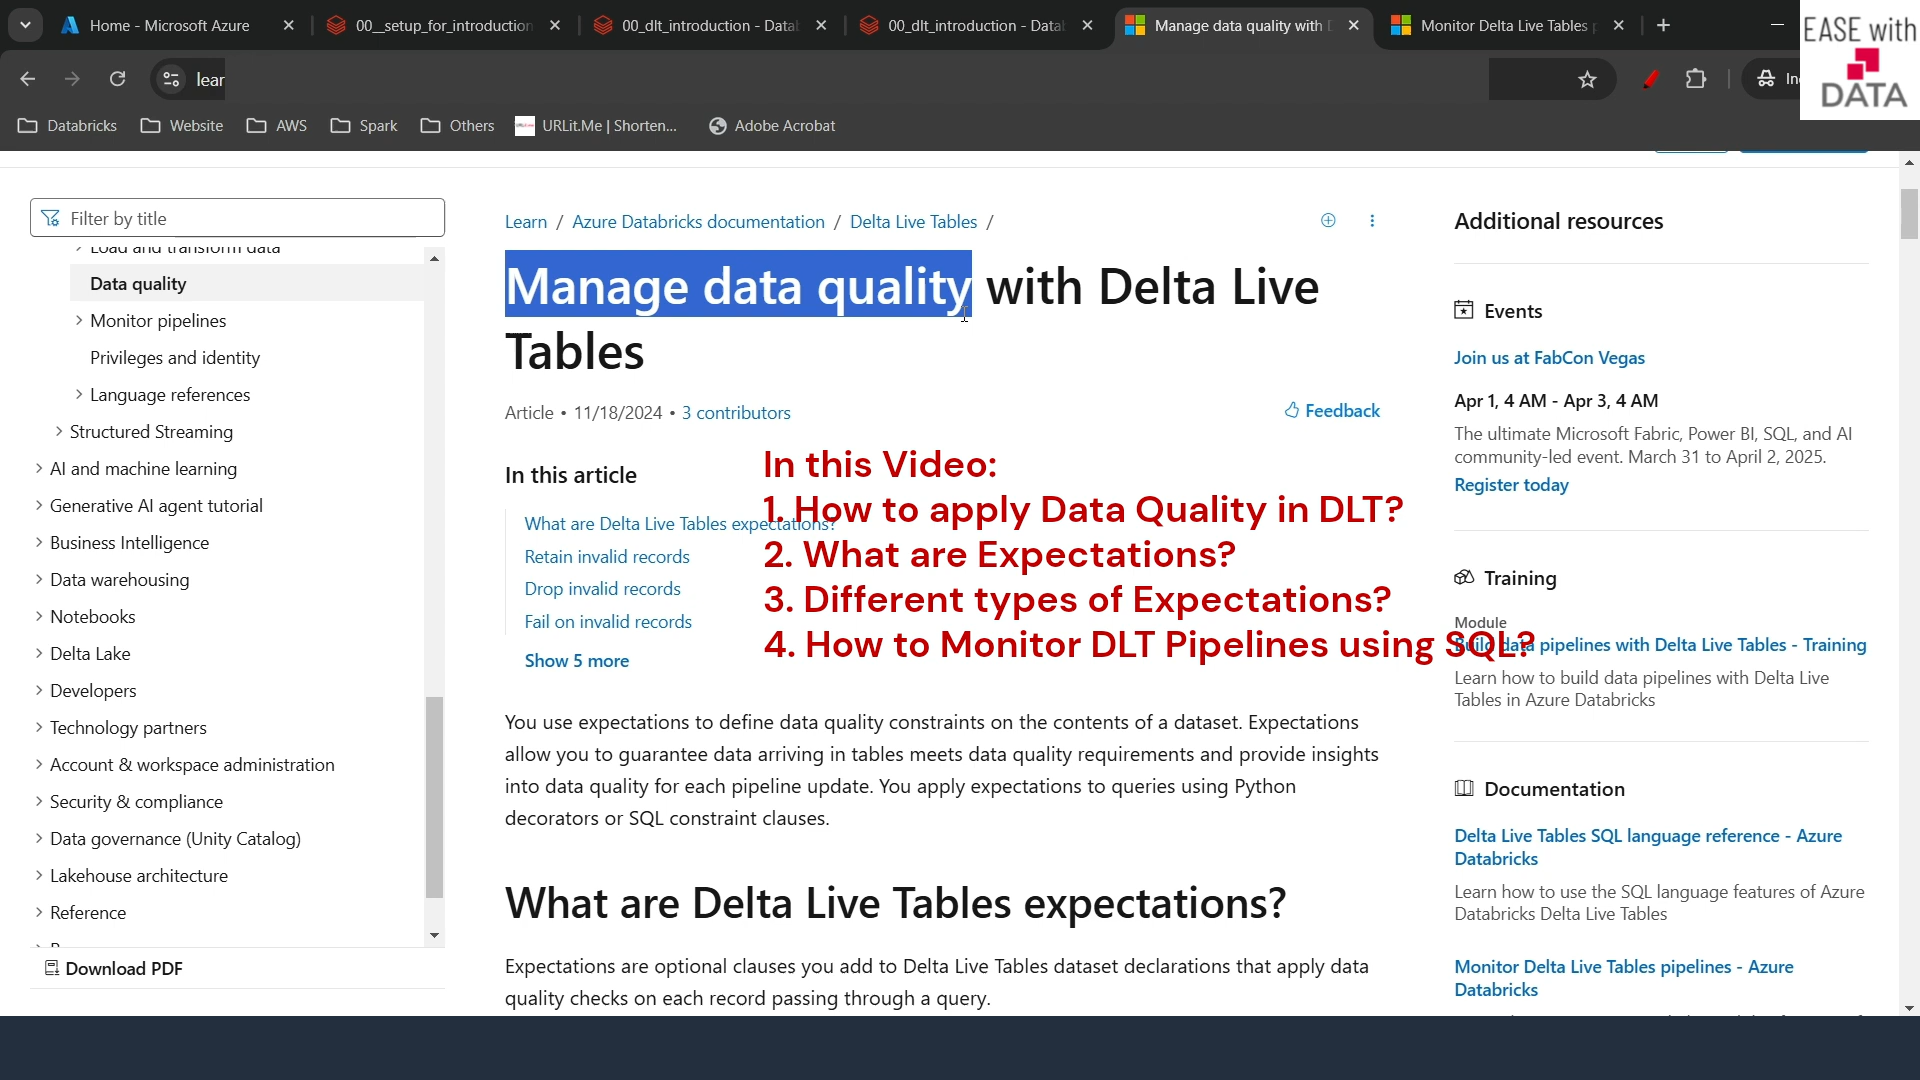 Home - Microsoft Azure
00__setup_for_introduction
00_dlt_introduction - Datab
00_dlt_introduction - Datab
Manage data quality with D
Monitor Delta Live Tables p
EASE with
DATA
lear
Databricks
Website
AWS
Spark
Others
URLit.Me | Shorten...
Adobe Acrobat
Filter by title
Load and transform data
Data quality
Monitor pipelines
Privileges and identity
Language references
Structured Streaming
AI and machine learning
Generative AI agent tutorial
Business Intelligence
Data warehousing
Notebooks
Delta Lake
Developers
Technology partners
Account & workspace administration
Security & compliance
Data governance (Unity Catalog)
Lakehouse architecture
Reference
Download PDF
Learn / Azure Databricks documentation / Delta Live Tables /
Manage data quality with Delta Live
Tables
Article • 11/18/2024 • 3 contributors
Feedback
In this article
What are Delta Live Tables expectations?
Retain invalid records
Drop invalid records
Fail on invalid records
Show 5 more
In this Video:
1. How to apply Data Quality in DLT?
2. What are Expectations?
3. Different types of Expectations?
4. How to Monitor DLT Pipelines using SQL?
You use expectations to define data quality constraints on the contents of a dataset. Expectations
allow you to guarantee data arriving in tables meets data quality requirements and provide insights
into data quality for each pipeline update. You apply expectations to queries using Python
decorators or SQL constraint clauses.
What are Delta Live Tables expectations?
Expectations are optional clauses you add to Delta Live Tables dataset declarations that apply data
quality checks on each record passing through a query.
Additional resources
Events
Join us at FabCon Vegas
Apr 1, 4 AM - Apr 3, 4 AM
The ultimate Microsoft Fabric, Power BI, SQL, and AI
community-led event. March 31 to April 2, 2025.
Register today
Training
Module
Build data pipelines with Delta Live Tables - Training
Learn how to build data pipelines with Delta Live
Tables in Azure Databricks
Documentation
Delta Live Tables SQL language reference - Azure
Databricks
Learn how to use the SQL language features of Azure
Databricks Delta Live Tables
Monitor Delta Live Tables pipelines - Azure
Databricks